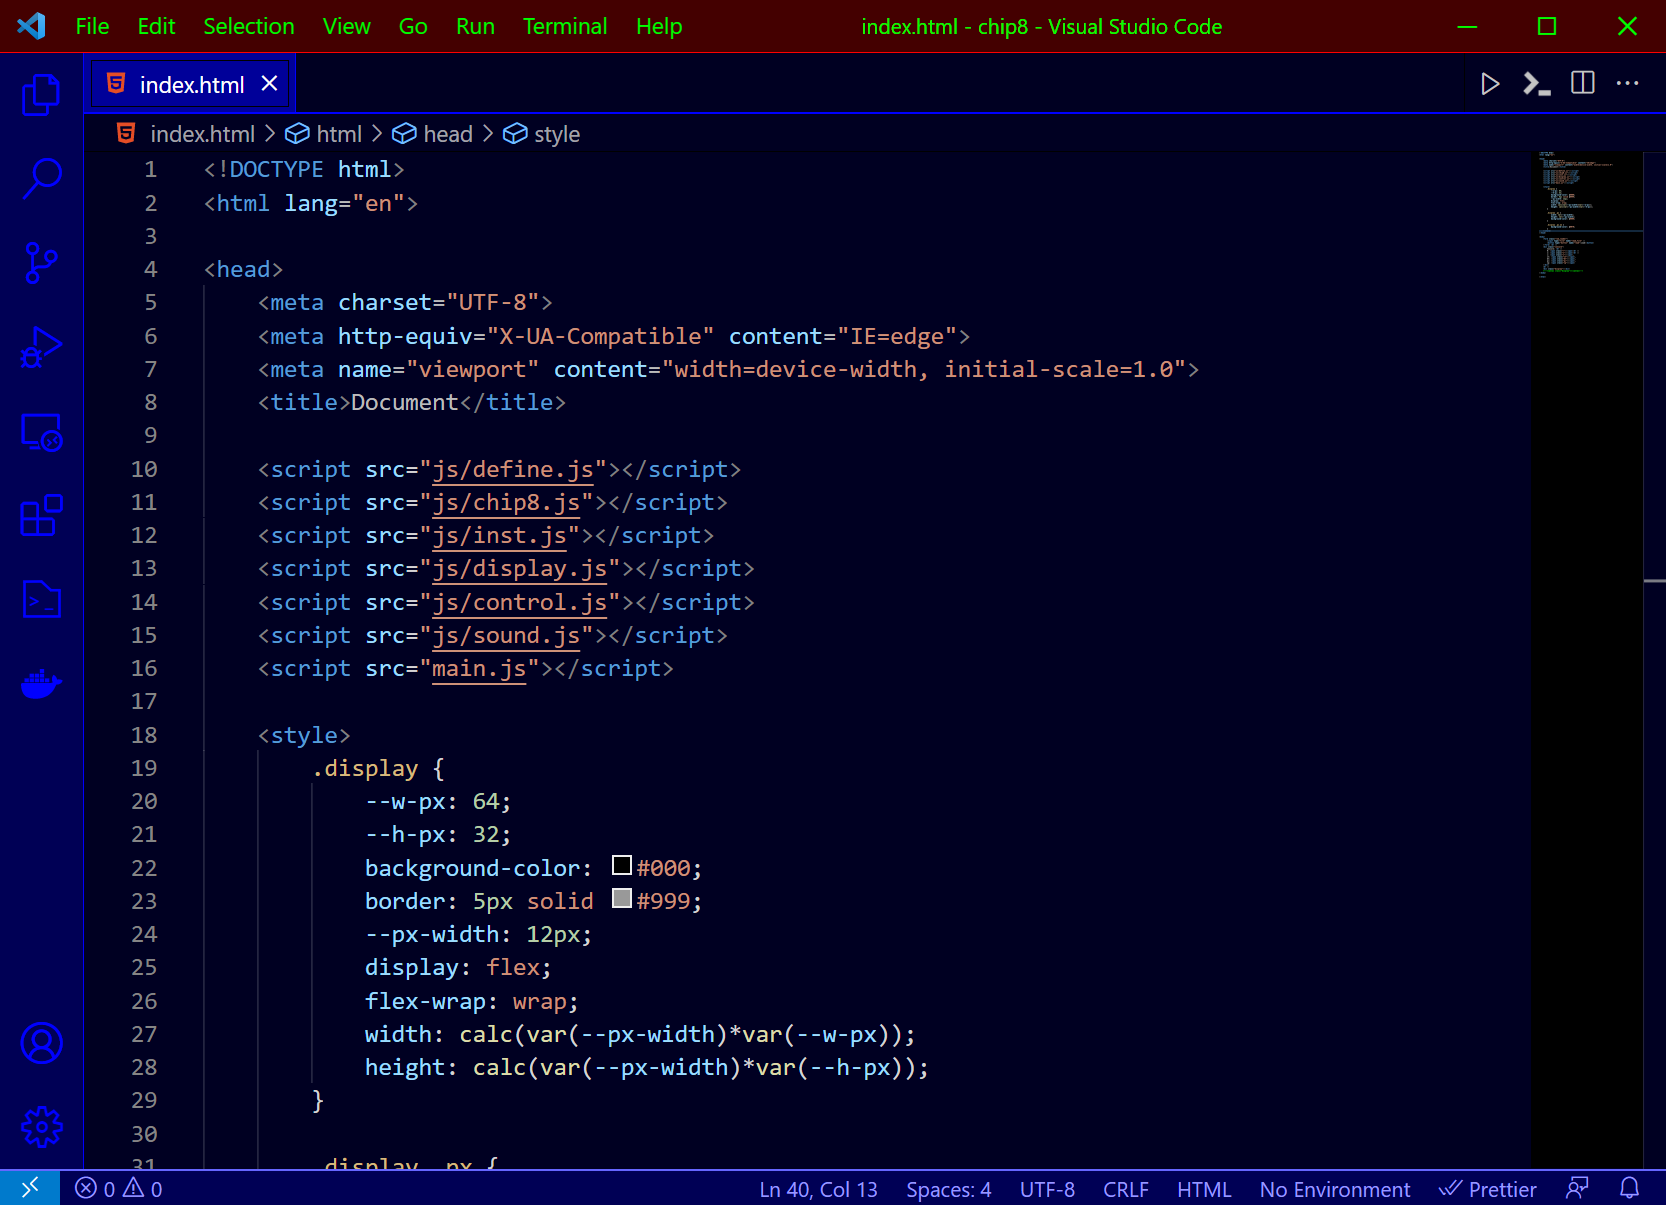 File Edit Selection View Go Run Terminal Help index.html - chip8 - Visual Studio Code
index.html
index.html > html > head > style
1 <!DOCTYPE html>
2 <html lang="en">
3
4 <head>
5 <meta charset="UTF-8">
6 <meta http-equiv="X-UA-Compatible" content="IE=edge">
7 <meta name="viewport" content="width=device-width, initial-scale=1.0">
8 <title>Document</title>
9
10 <script src="js/define.js"></script>
11 <script src="js/chip8.js"></script>
12 <script src="js/inst.js"></script>
13 <script src="js/display.js"></script>
14 <script src="js/control.js"></script>
15 <script src="js/sound.js"></script>
16 <script src="main.js"></script>
17
18 <style>
19 .display {
20 --w-px: 64;
21 --h-px: 32;
22 background-color: #000;
23 border: 5px solid #999;
24 --px-width: 12px;
25 display: flex;
26 flex-wrap: wrap;
27 width: calc(var(--px-width)*var(--w-px));
28 height: calc(var(--px-width)*var(--h-px));
29 }
30
31 .display .px {
0 0 Ln 40, Col 13 Spaces: 4 UTF-8 CRLF HTML No Environment Prettier